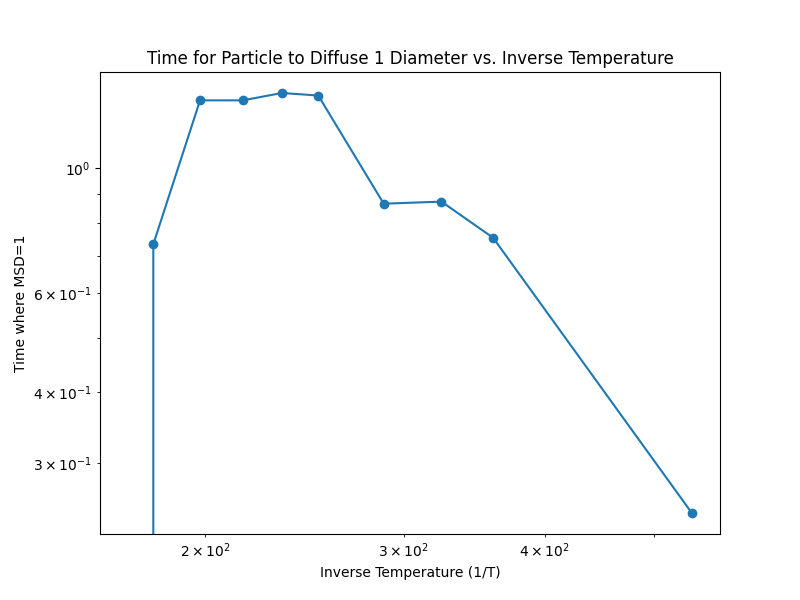 Time for Particle to Diffuse 1 Diameter vs. Inverse Temperature
Time where MSD=1
10⁰
6 × 10⁻¹
4 × 10⁻¹
3 × 10⁻¹
2 × 10² 3 × 10² 4 × 10²
Inverse Temperature (1/T)